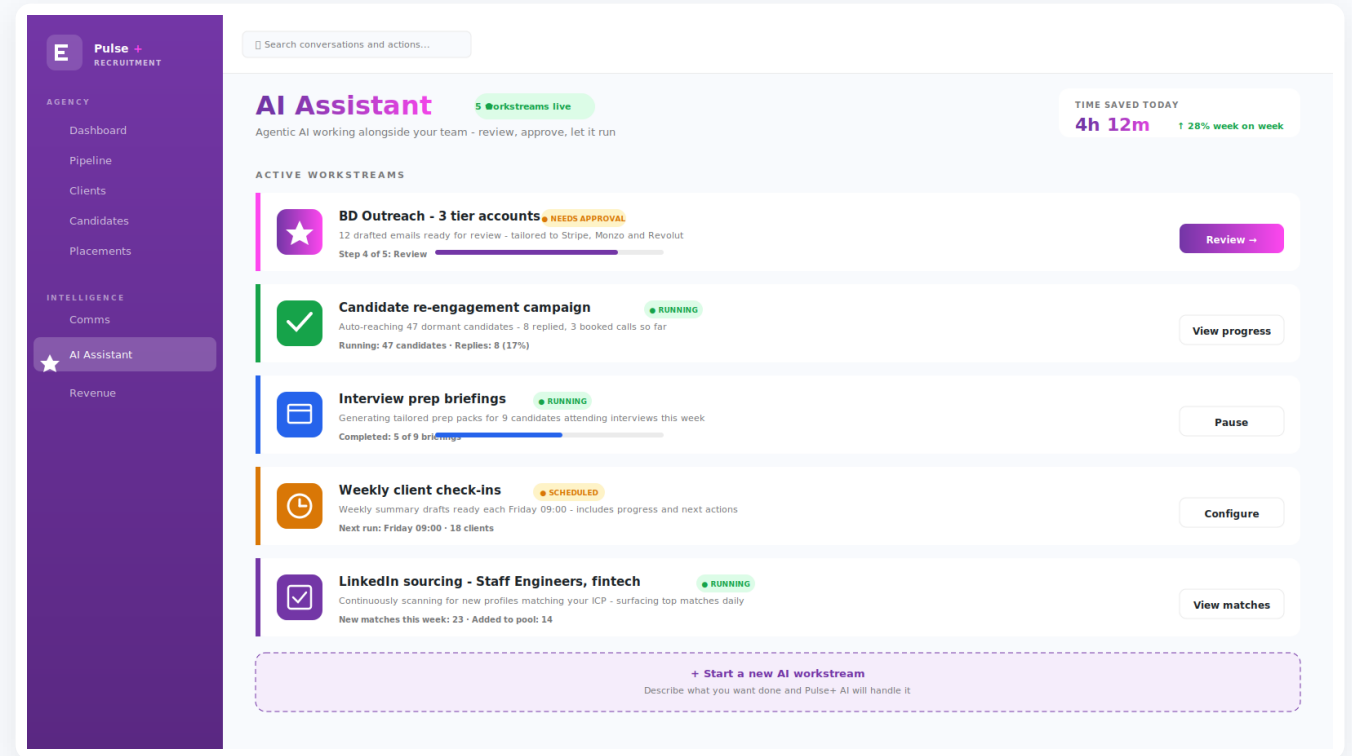 E
Pulse +
RECRUITMENT
Search conversations and actions...
AGENCY
Dashboard
Pipeline
Clients
Candidates
Placements
INTELLIGENCE
Comms
AI Assistant
Revenue
AI Assistant
5 ●orkstreams live
Agentic AI working alongside your team - review, approve, let it run
TIME SAVED TODAY
4h 12m ↑ 28% week on week
ACTIVE WORKSTREAMS
BD Outreach - 3 tier accounts ● NEEDS APPROVAL
12 drafted emails ready for review - tailored to Stripe, Monzo and Revolut
Step 4 of 5: Review
Review →
Candidate re-engagement campaign ● RUNNING
Auto-reaching 47 dormant candidates - 8 replied, 3 booked calls so far
Running: 47 candidates · Replies: 8 (17%)
View progress
Interview prep briefings ● RUNNING
Generating tailored prep packs for 9 candidates attending interviews this week
Completed: 5 of 9 briefings
Pause
Weekly client check-ins ● SCHEDULED
Weekly summary drafts ready each Friday 09:00 - includes progress and next actions
Next run: Friday 09:00 · 18 clients
Configure
LinkedIn sourcing - Staff Engineers, fintech ● RUNNING
Continuously scanning for new profiles matching your ICP - surfacing top matches daily
New matches this week: 23 · Added to pool: 14
View matches
+ Start a new AI workstream
Describe what you want done and Pulse+ AI will handle it